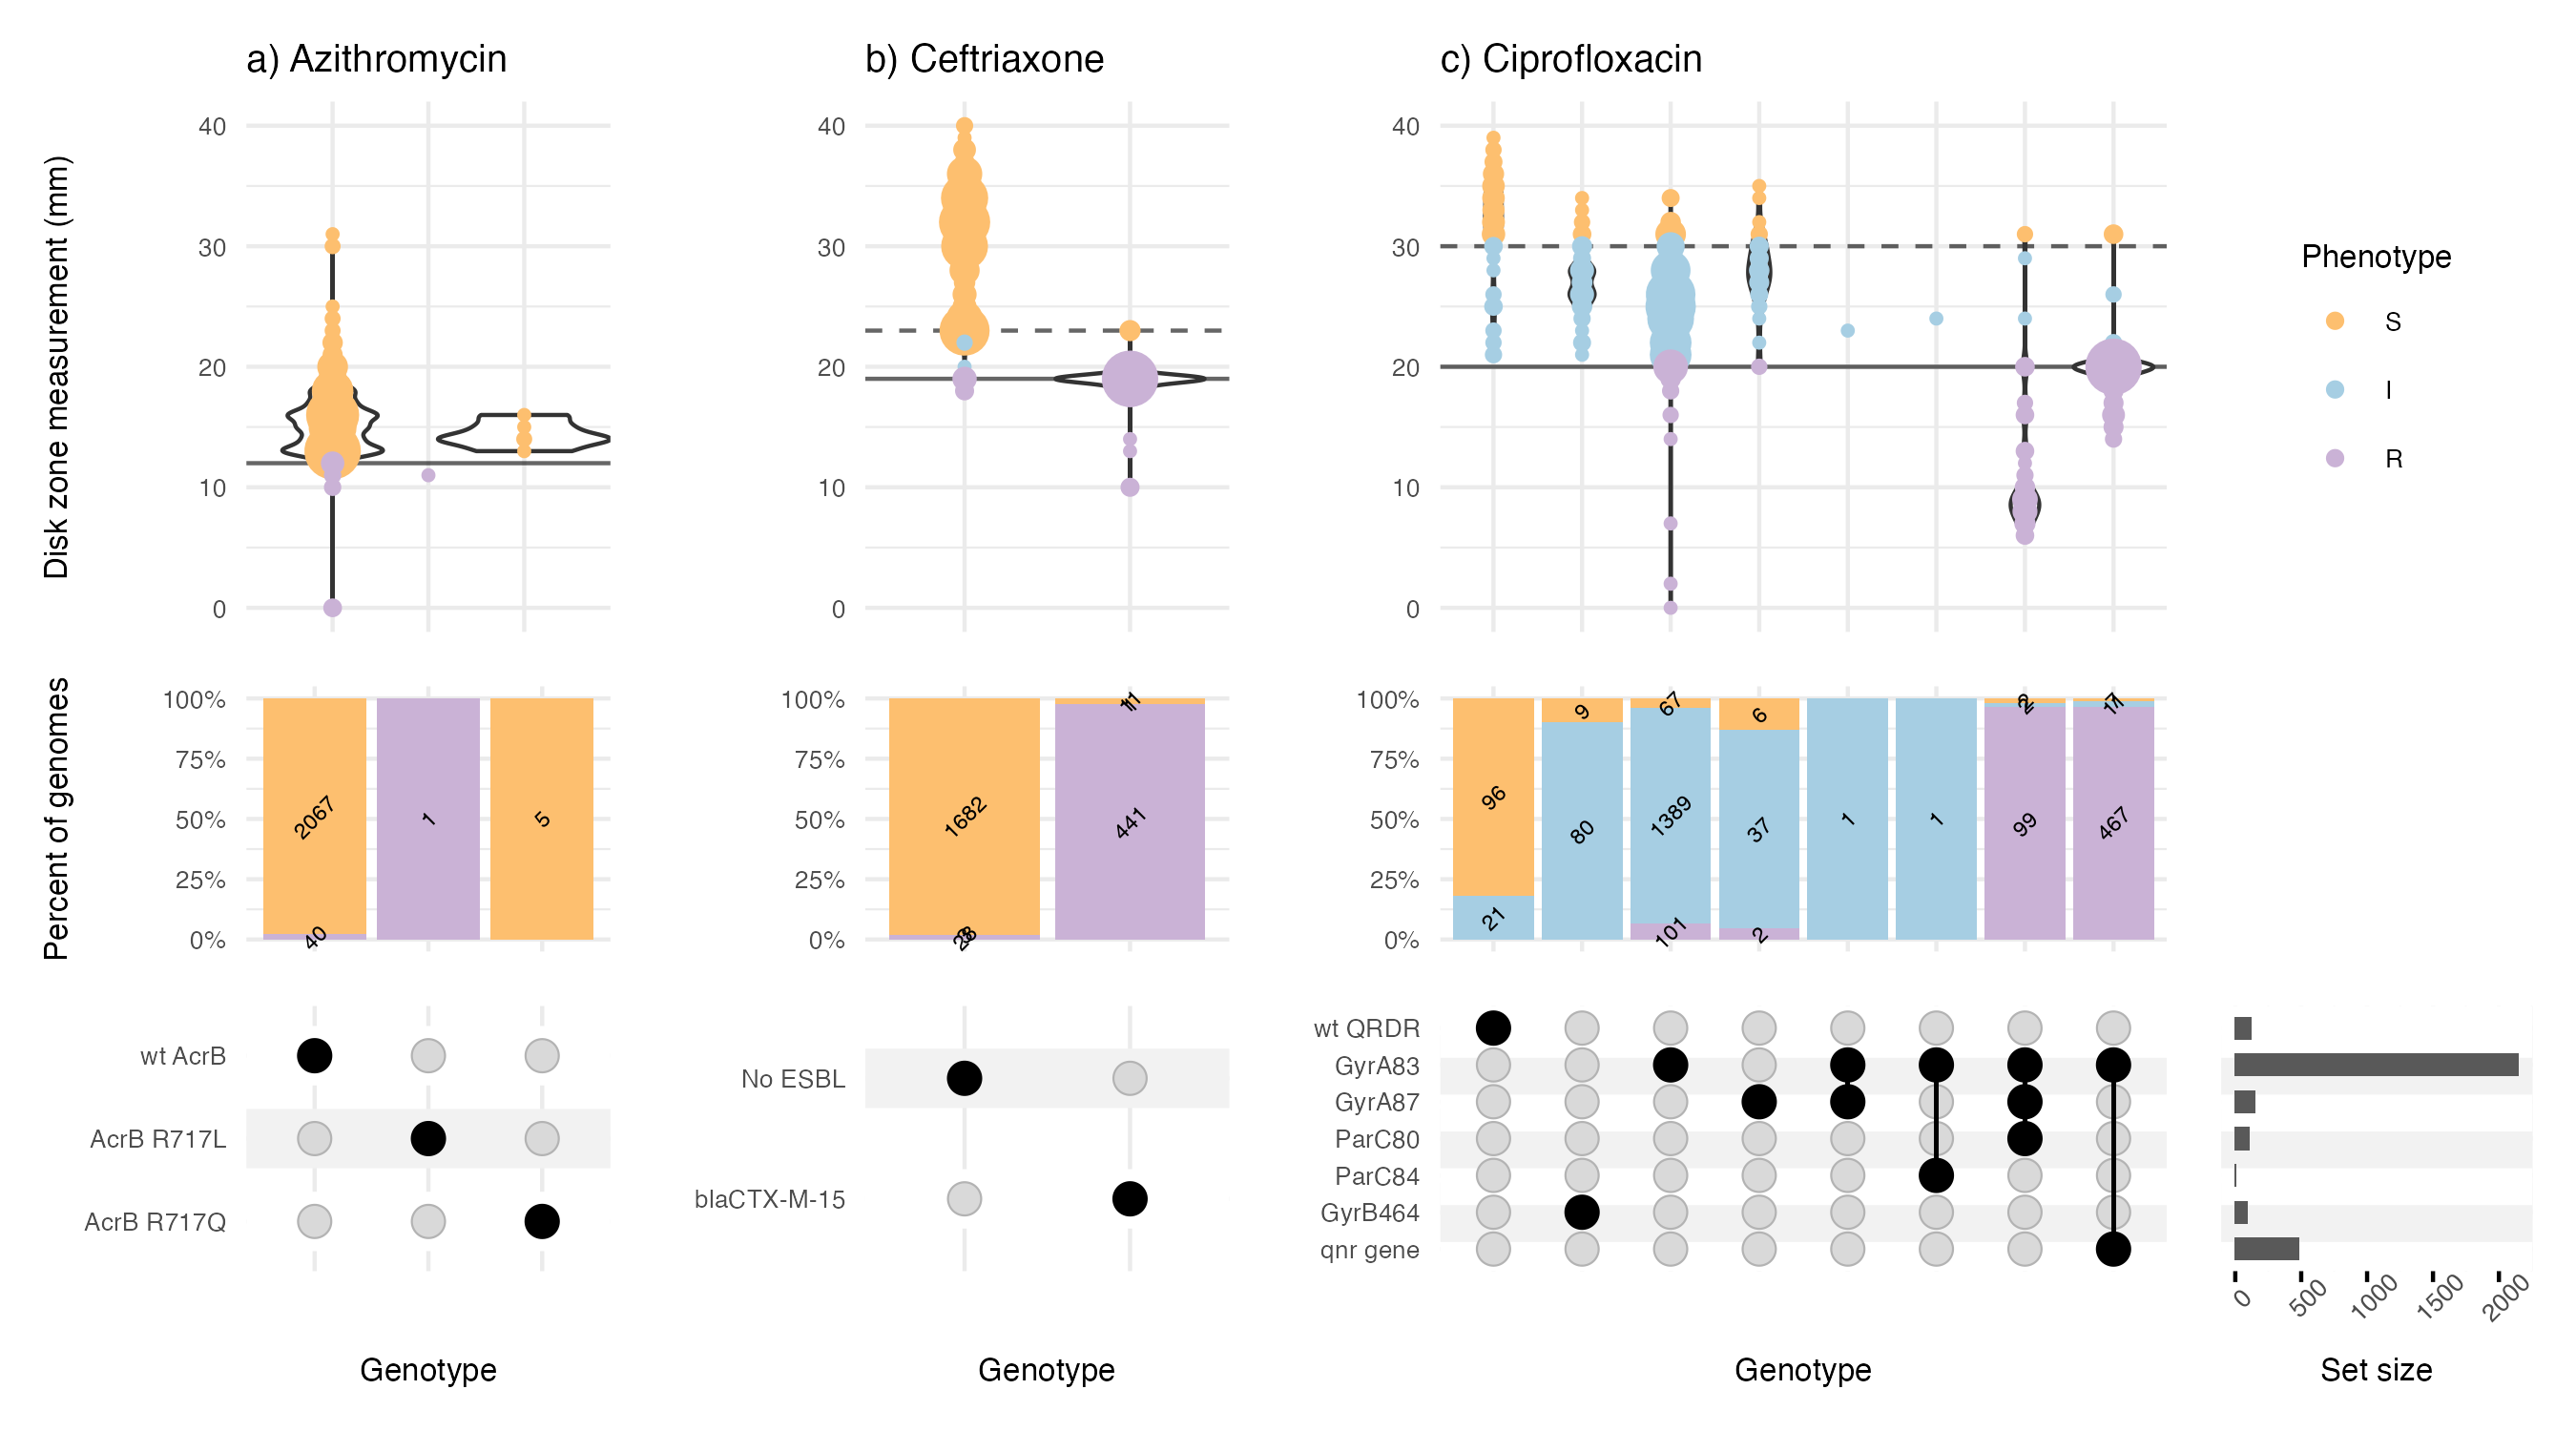 a) Azithromycin
b) Ceftriaxone
c) Ciprofloxacin
Disk zone measurement (mm)
40
30
20
10
0
40
30
20
10
0
40
30
20
10
0
Phenotype
S
I
R
Percent of genomes
100%
75%
50%
25%
0%
2067
40
1
5
100%
75%
50%
25%
0%
1682
441
100%
75%
50%
25%
0%
96
21
9
80
67
1389
101
6
37
2
1
1
99
467
wt AcrB
AcrB R717L
AcrB R717Q
Genotype
No ESBL
blaCTX-M-15
Genotype
wt QRDR
GyrA83
GyrA87
ParC80
ParC84
GyrB464
qnr gene
Genotype
0
500
1000
1500
2000
Set size